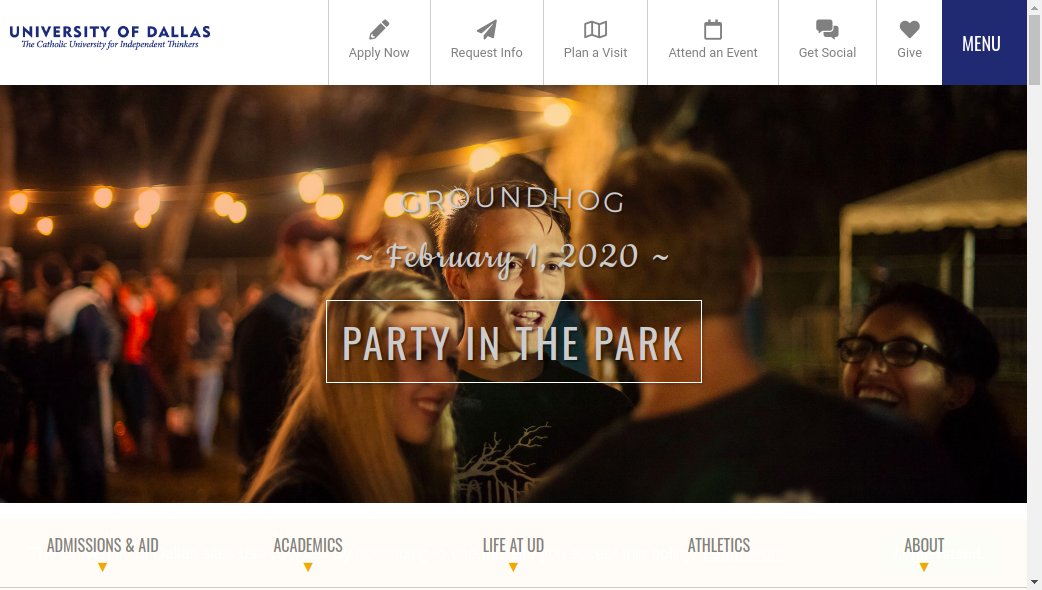 UNIVERSITY OF DALLAS
The Catholic University for Independent Thinkers
Apply Now
Request Info
Plan a Visit
Attend an Event
Get Social
Give
MENU
GROUNDHOG
~ February 1, 2020 ~
PARTY IN THE PARK
ADMISSIONS & AID
ACADEMICS
LIFE AT UD
ATHLETICS
ABOUT